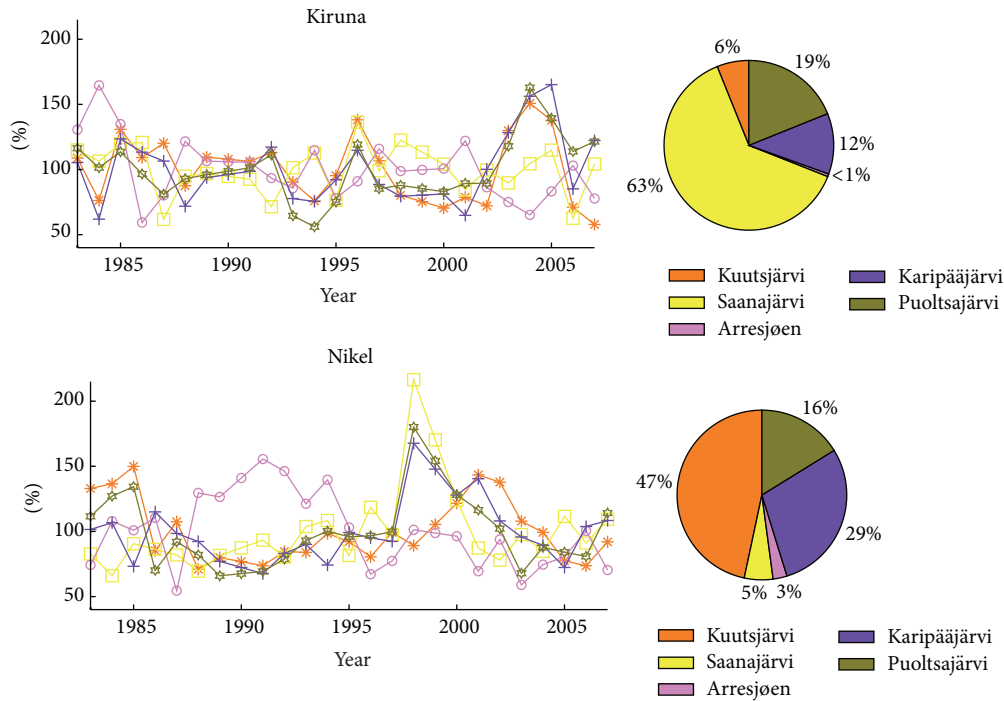 Kiruna
200
150
100
50
(%)
1985 1990 1995 2000 2005
Year
6%
19%
12%
<1%
63%
Kuutsjärvi
Saanajärvi
Arresjøen
Karipääjärvi
Puoltsajärvi
Nikel
200
150
100
50
(%)
1985 1990 1995 2000 2005
Year
16%
47%
29%
5% 3%
Kuutsjärvi
Saanajärvi
Arresjøen
Karipääjärvi
Puoltsajärvi